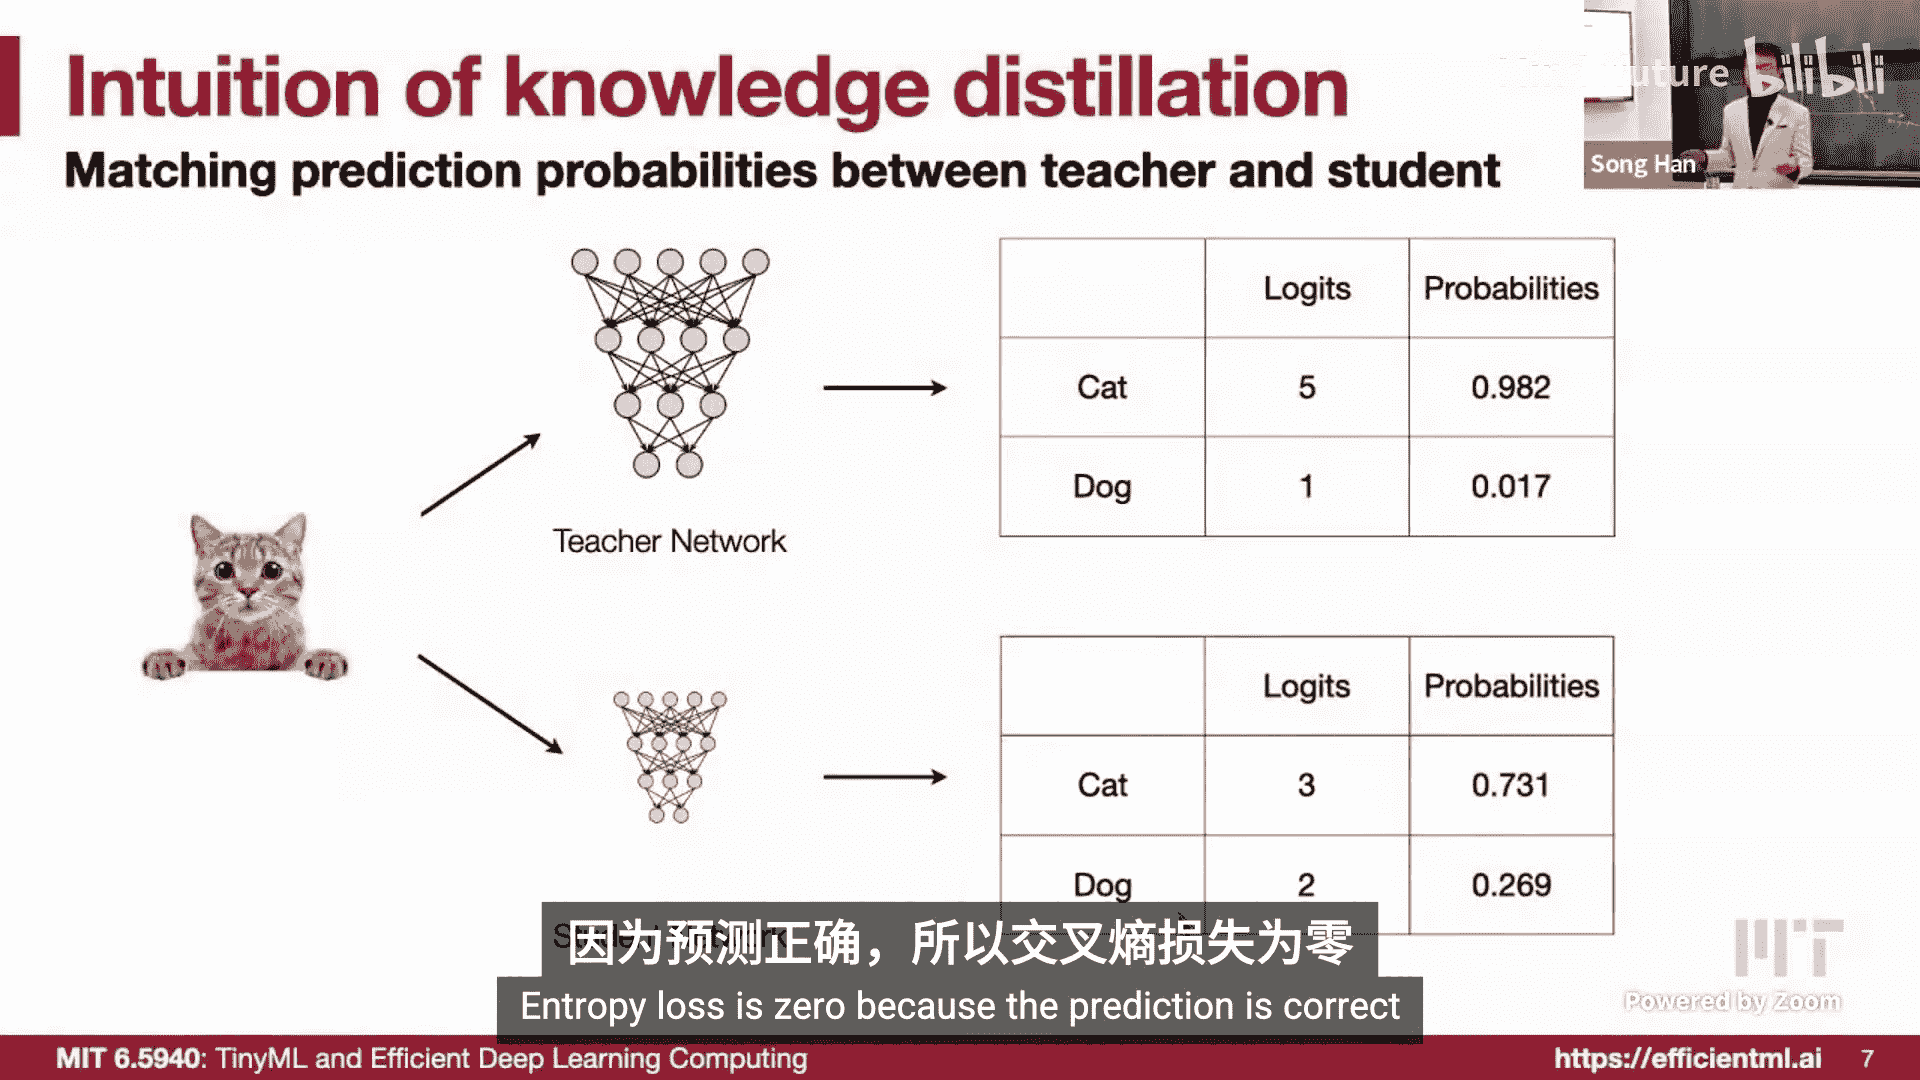 Intuition of knowledge distillation
Matching prediction probabilities between teacher and student
bilibili
Song Han
Logits
Probabilities
Cat
5
0.982
Dog
1
0.017
Teacher Network
Logits
Probabilities
Cat
3
0.731
Dog
2
0.269
因为预测正确，所以交叉熵损失为零
Entropy loss is zero because the prediction is correct
MIT
Powered by Zoom
MIT 6.5940: TinyML and Efficient Deep Learning Computing
https://efficientml.ai
7